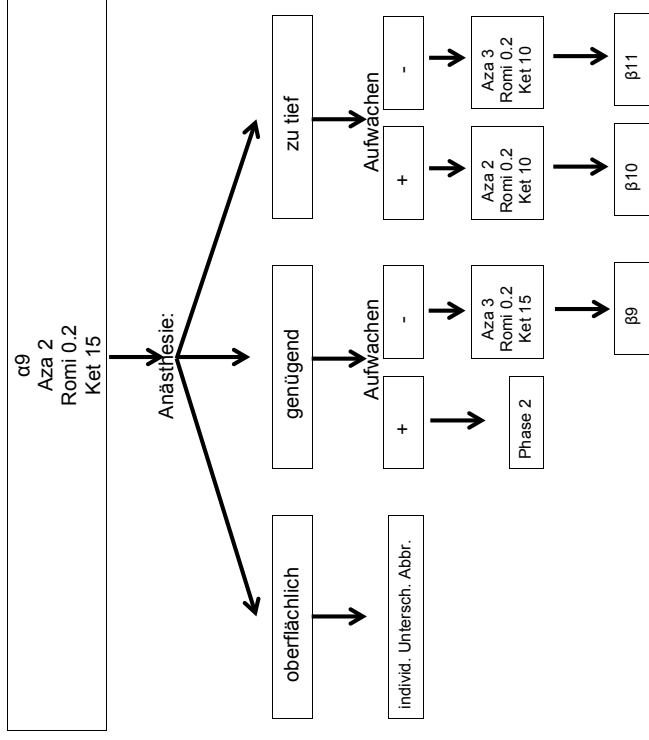 α9
Aza 2
Romi 0.2
Ket 15
Anästhesie:
oberflächlich
genügend
zu tief
individ. Untersch. Abbr.
Aufwachen
+
-
Aufwachen
+
-
Phase 2
Aza 3
Romi 0.2
Ket 15
Aza 2
Romi 0.2
Ket 10
Aza 3
Romi 0.2
Ket 10
β9
β10
β11